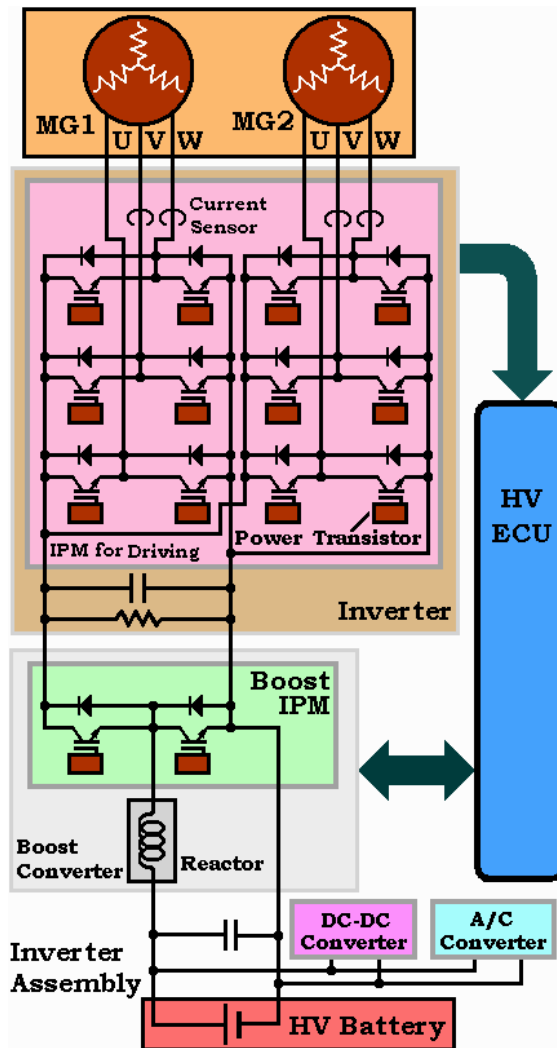 MG1
U V W
MG2
U V W
Current
Sensor
IPM for Driving
Power Transistor
Inverter
HV
ECU
Boost
IPM
Boost
Converter
Reactor
DC-DC
Converter
A/C
Converter
Inverter
Assembly
HV Battery